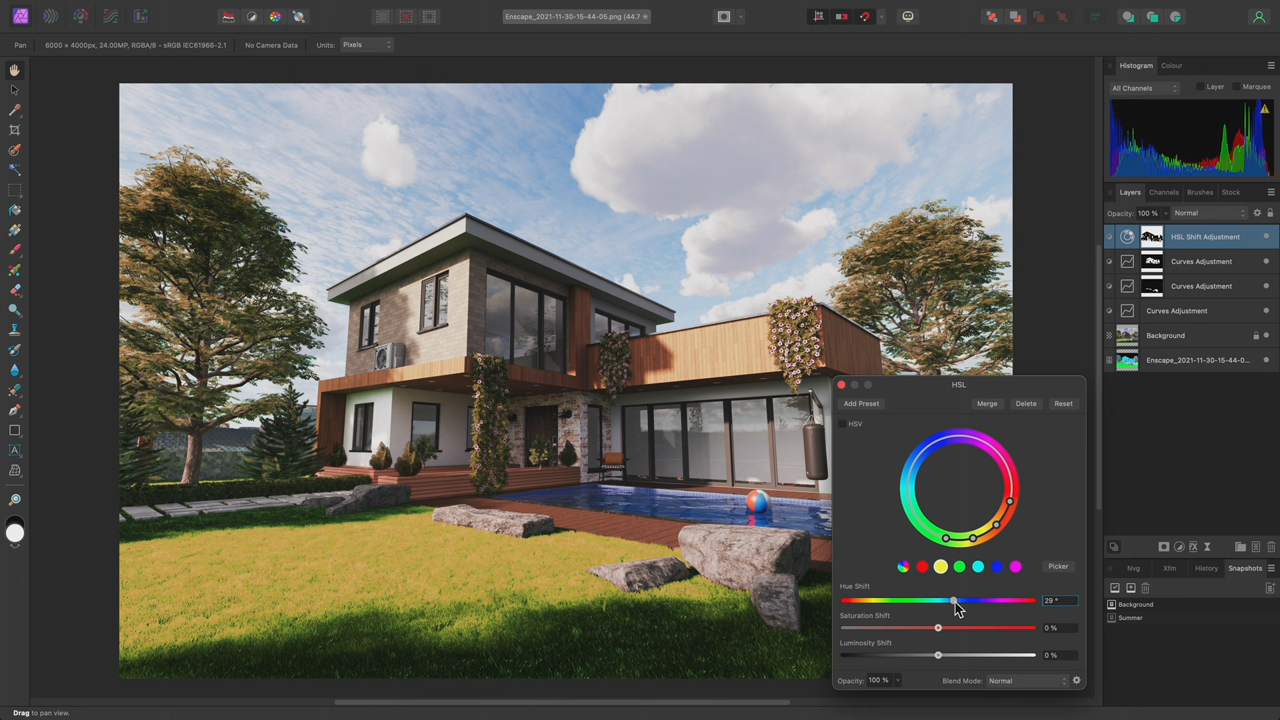 Enscape_2021-11-30-15-44-05.png (44.7 ★
Pan
6000 × 4000px, 24.00MP, RGBA/8 - sRGB IEC61966-2.1
No Camera Data
Units:
Pixels
Histogram
Colour
All Channels
Layer
Marquee
Layers
Channels
Brushes
Stock
Opacity:
100 %
Normal
HSL Shift Adjustment
Curves Adjustment
Curves Adjustment
Curves Adjustment
Background
Enscape_2021-11-30-15-44-0...
HSL
Add Preset
Merge
Delete
Reset
HSV
Picker
Hue Shift
29 °
Saturation Shift
0 %
Luminosity Shift
0 %
Opacity:
100 %
Blend Mode:
Normal
Nvg
Xfm
History
Snapshots
Background
Summer
Drag to pan view.